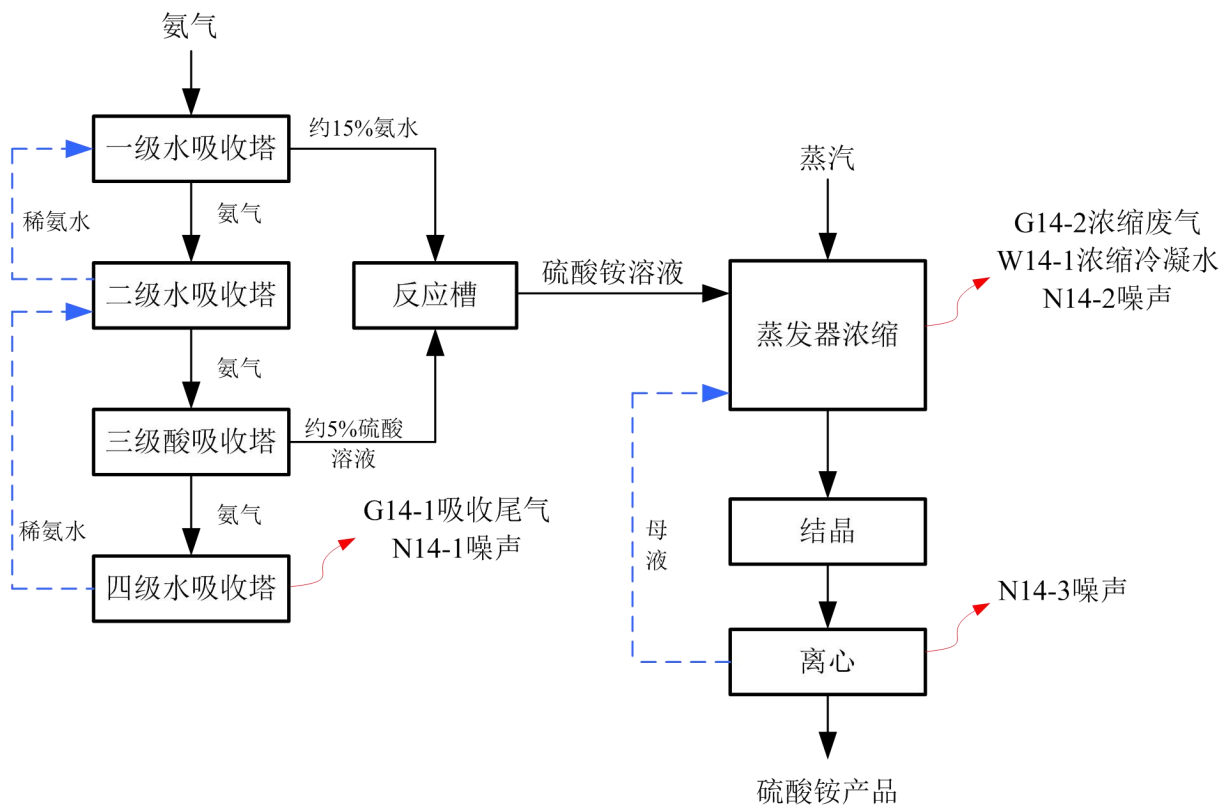 氨气
一级水吸收塔
约15%氨水
稀氨水
氨气
二级水吸收塔
反应槽
硫酸铵溶液
氨气
三级酸吸收塔
约5%硫酸
溶液
稀氨水
氨气
四级水吸收塔
G14-1吸收尾气
N14-1噪声
蒸汽
蒸发器浓缩
G14-2浓缩废气
W14-1浓缩冷凝水
N14-2噪声
母
液
结晶
离心
N14-3噪声
硫酸铵产品